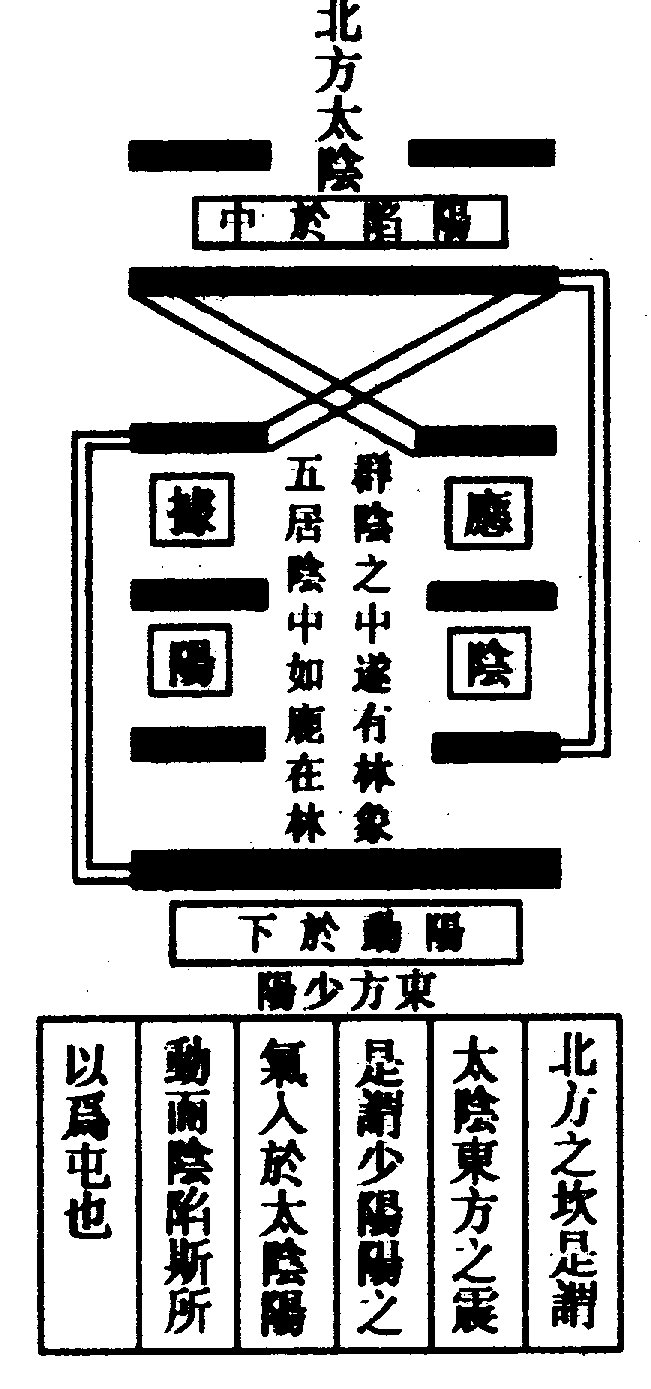 北方太陰
陽陷於中
應
據
群陰之中遂有林象
五居陰中如鹿在林
陰
陽
陽動於下
東方少陽
北方之坎是謂
太陰東方之震
是謂少陽陽之
氣入於太陰陽
動而陰陷斯所
以爲屯也